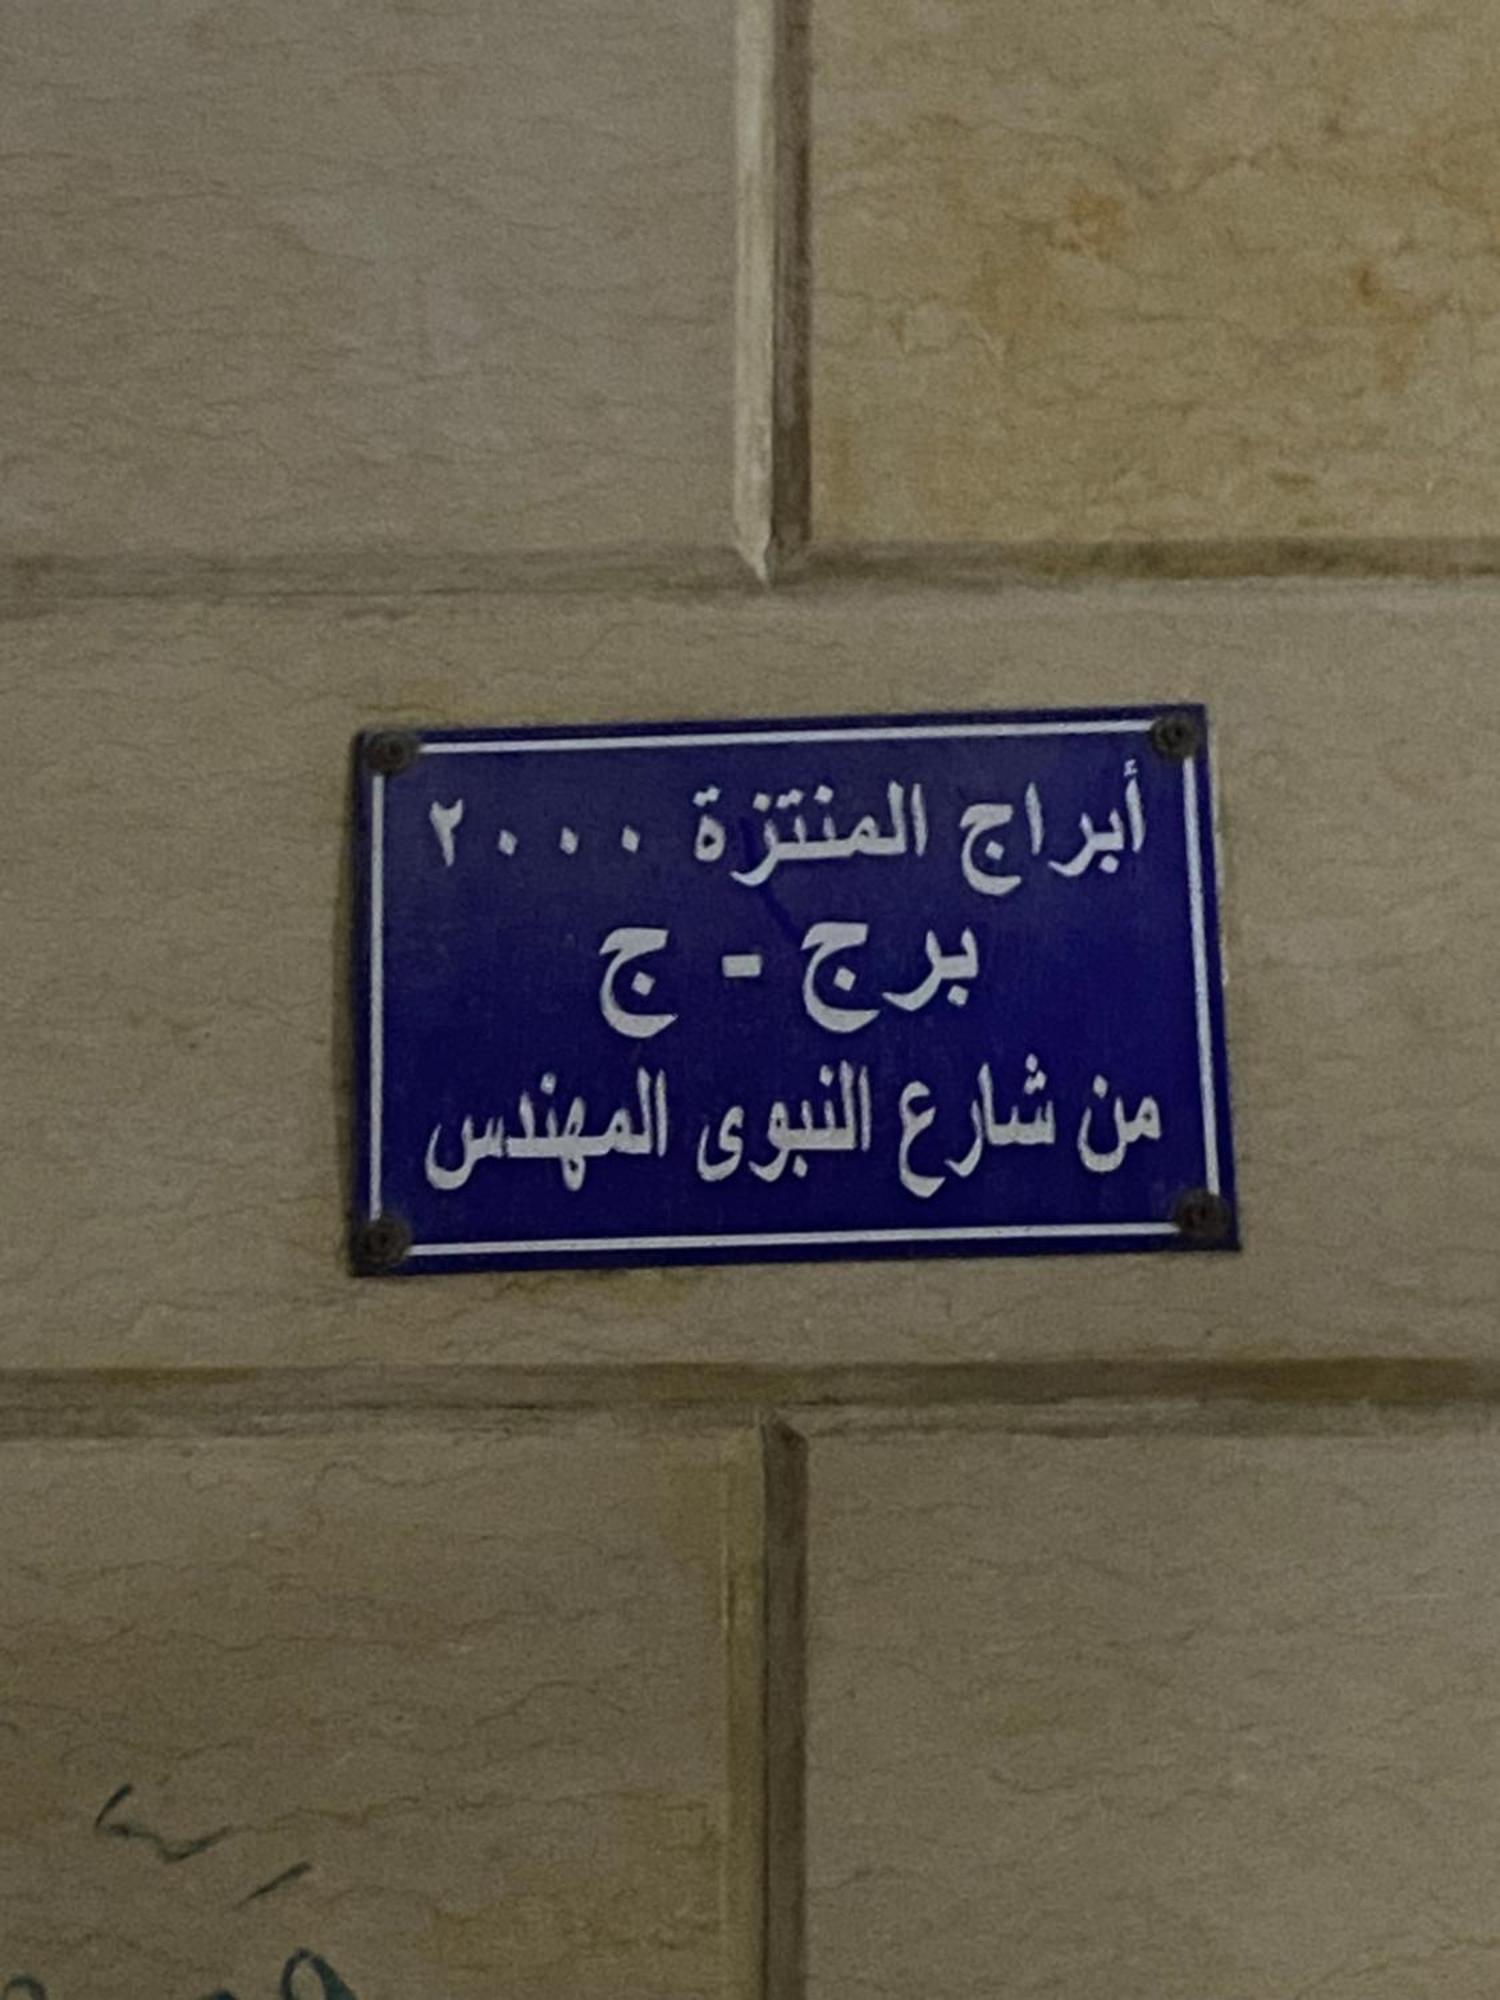 أبراج المنتزة ٢٠٠٠
برج - ج
من شارع النبوى المهندس